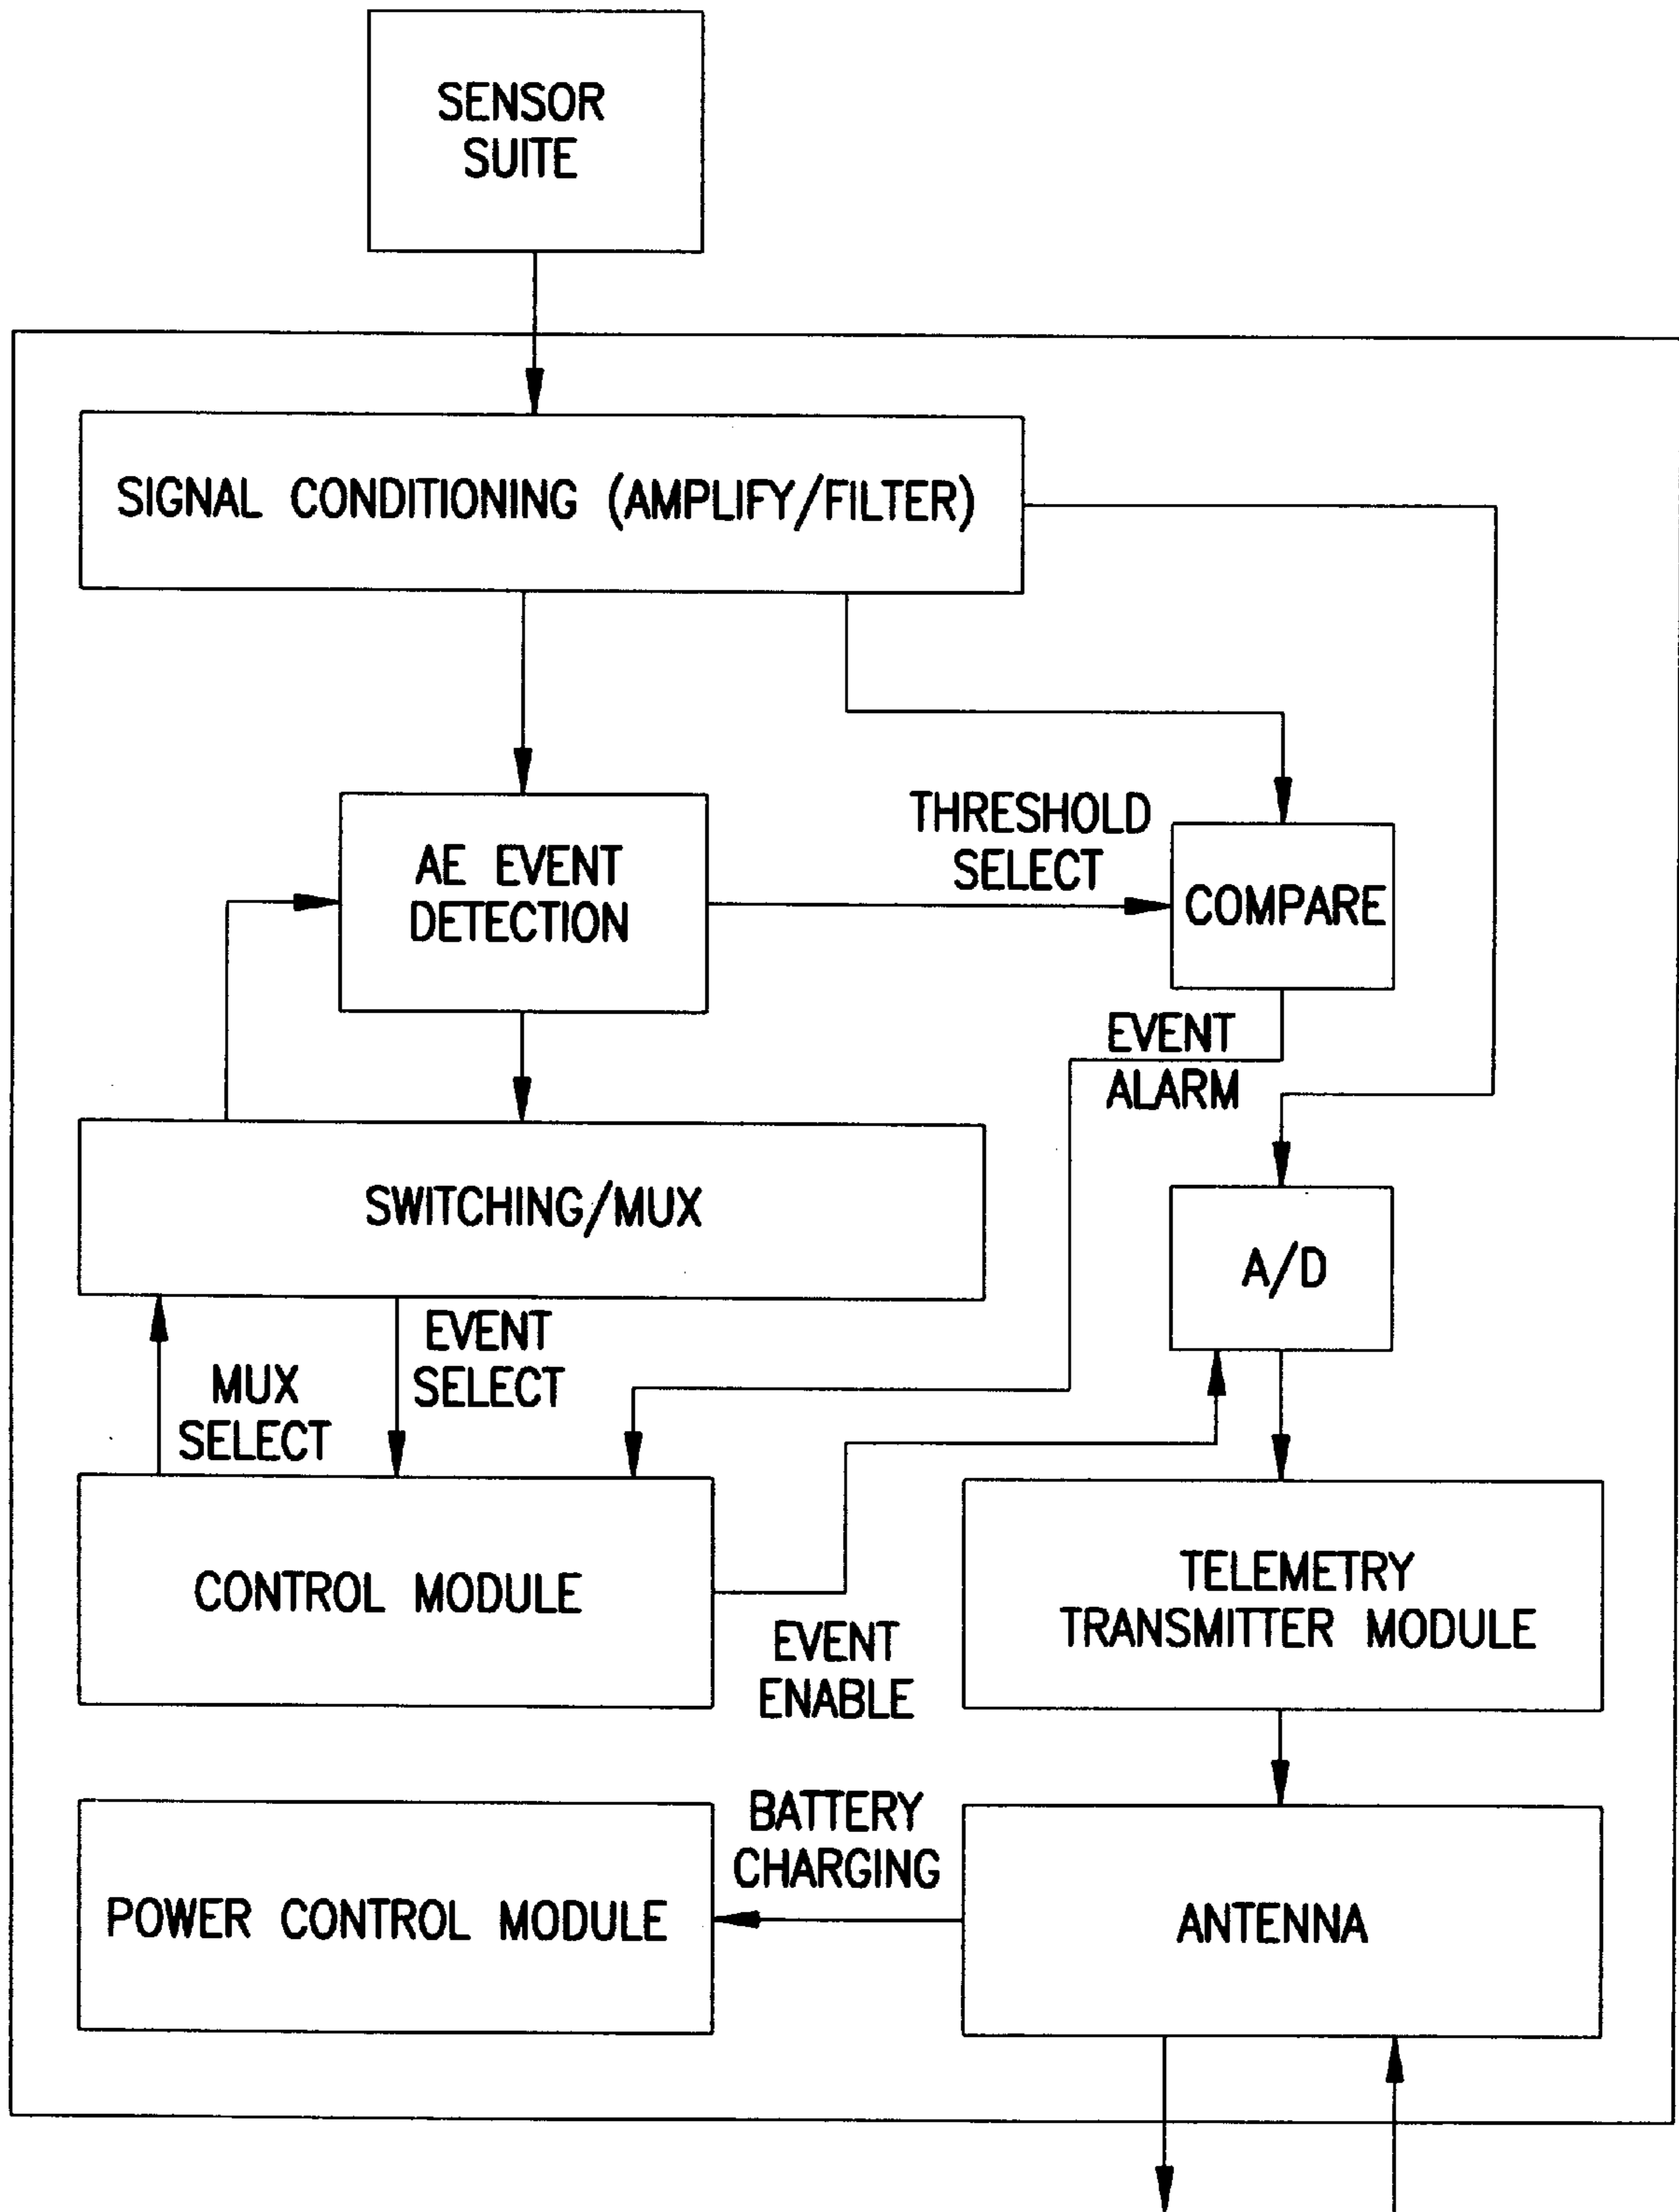 SENSOR
SUITE
SIGNAL CONDITIONING (AMPLIFY/FILTER)
AE EVENT
DETECTION
THRESHOLD
SELECT
COMPARE
EVENT
ALARM
SWITCHING/MUX
A/D
EVENT
SELECT
MUX
SELECT
CONTROL MODULE
EVENT
ENABLE
TELEMETRY
TRANSMITTER MODULE
BATTERY
CHARGING
POWER CONTROL MODULE
ANTENNA